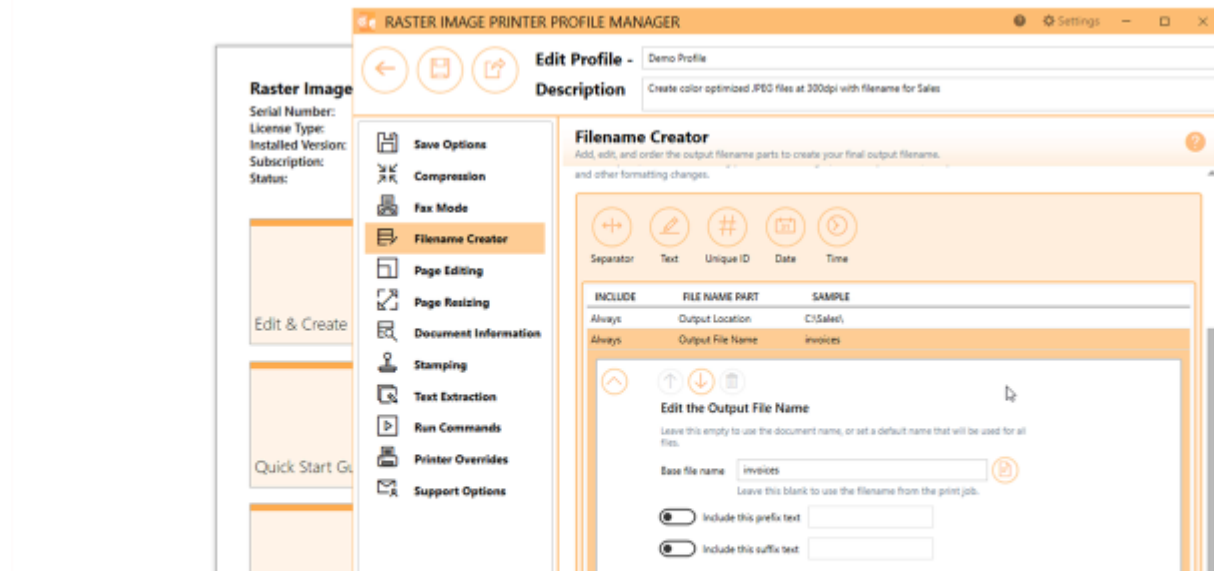 RASTER IMAGE PRINTER PROFILE MANAGER
Settings
Edit Profile - Demo Profile
Description Create color optimized JPEG files at 300dpi with filename for Sales
Raster Image
Serial Number:
License Type:
Installed Version:
Subscription:
Status:
Edit & Create
Quick Start Gu
Save Options
Compression
Fax Mode
Filename Creator
Page Editing
Page Resizing
Document Information
Stamping
Text Extraction
Run Commands
Printer Overrides
Support Options
Filename Creator
Add, edit, and order the output filename parts to create your final output filename.
and other formatting changes.
Separator Text Unique ID Date Time
INCLUDE FILE NAME PART SAMPLE
Always Output Location C:\Sales\
Always Output File Name invoices
Edit the Output File Name
Leave this empty to use the document name, or set a default name that will be used for all
files.
Base file name invoices
Leave this blank to use the filename from the print job.
Include this prefix text
Include this suffix text